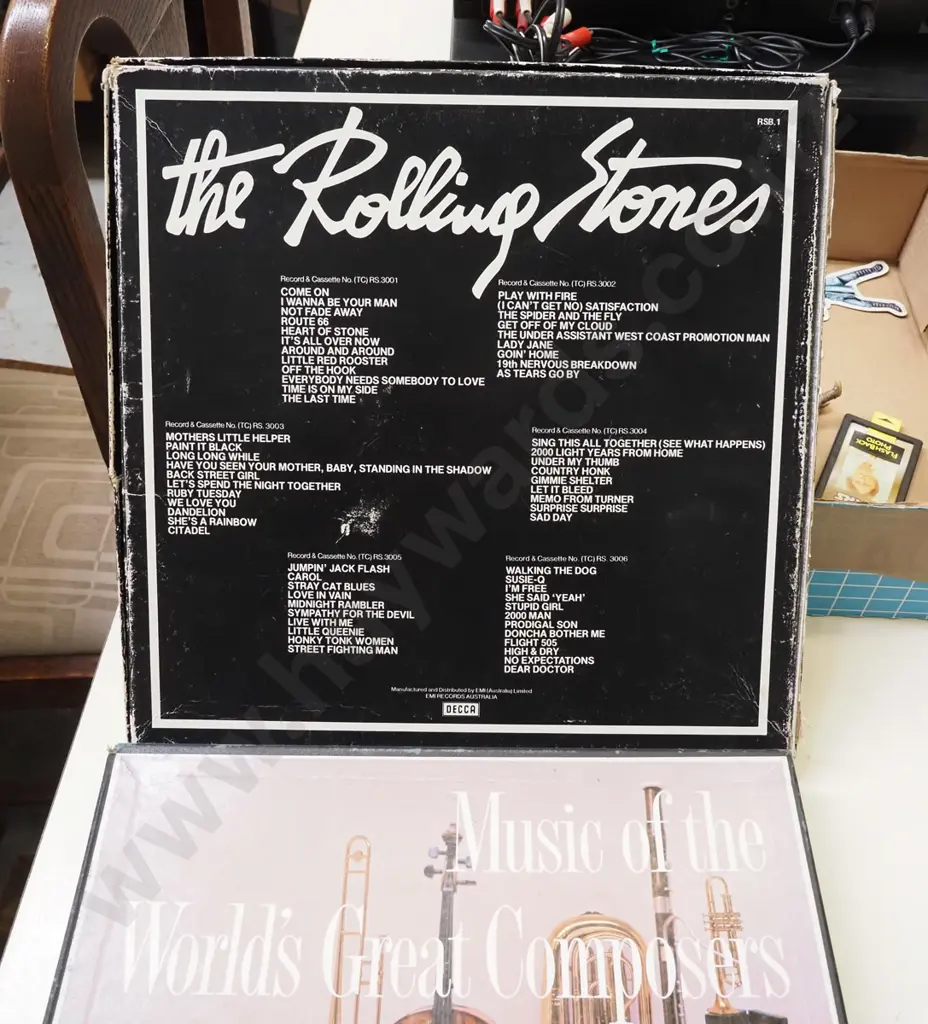 RSB.1
the Rolling Stones
Record & Cassette No. (TC) RS.3001
COME ON
I WANNA BE YOUR MAN
NOT FADE AWAY
ROUTE 66
HEART OF STONE
IT'S ALL OVER NOW
AROUND AND AROUND
LITTLE RED ROOSTER
OFF THE HOOK
EVERYBODY NEEDS SOMEBODY TO LOVE
TIME IS ON MY SIDE
THE LAST TIME
Record & Cassette No. (TC) RS.3002
PLAY WITH FIRE
(I CAN'T GET NO) SATISFACTION
THE SPIDER AND THE FLY
GET OFF OF MY CLOUD
THE UNDER ASSISTANT WEST COAST PROMOTION MAN
LADY JANE
GOIN' HOME
19th NERVOUS BREAKDOWN
AS TEARS GO BY
Record & Cassette No. (TC) RS. 3003
MOTHERS LITTLE HELPER
PAINT IT BLACK
LONG LONG WHILE
HAVE YOU SEEN YOUR MOTHER, BABY, STANDING IN THE SHADOW
BACK STREET GIRL
LET'S SPEND THE NIGHT TOGETHER
RUBY TUESDAY
WE LOVE YOU
DANDELION
SHE'S A RAINBOW
CITADEL
Record & Cassette No. (TC) RS.3004
SING THIS ALL TOGETHER (SEE WHAT HAPPENS)
2000 LIGHT YEARS FROM HOME
UNDER MY THUMB
COUNTRY HONK
GIMMIE SHELTER
LET IT BLEED
MEMO FROM TURNER
SURPRISE SURPRISE
SAD DAY
Record & Cassette No. (TC) RS.3005
JUMPIN' JACK FLASH
CAROL
STRAY CAT BLUES
LOVE IN VAIN
MIDNIGHT RAMBLER
SYMPATHY FOR THE DEVIL
LIVE WITH ME
LITTLE QUEENIE
HONKY TONK WOMEN
STREET FIGHTING MAN
Record & Cassette No. (TC) RS. 3006
WALKING THE DOG
SUSIE-Q
I'M FREE
SHE SAID 'YEAH'
STUPID GIRL
2000 MAN
PRODIGAL SON
DONCHA BOTHER ME
FLIGHT 505
HIGH & DRY
NO EXPECTATIONS
DEAR DOCTOR
Manufactured and Distributed by EMI (Australia) Limited
EMI RECORDS AUSTRALIA
DECCA
FLASHBACK
PHOTO
Music of the
World's Great Composers